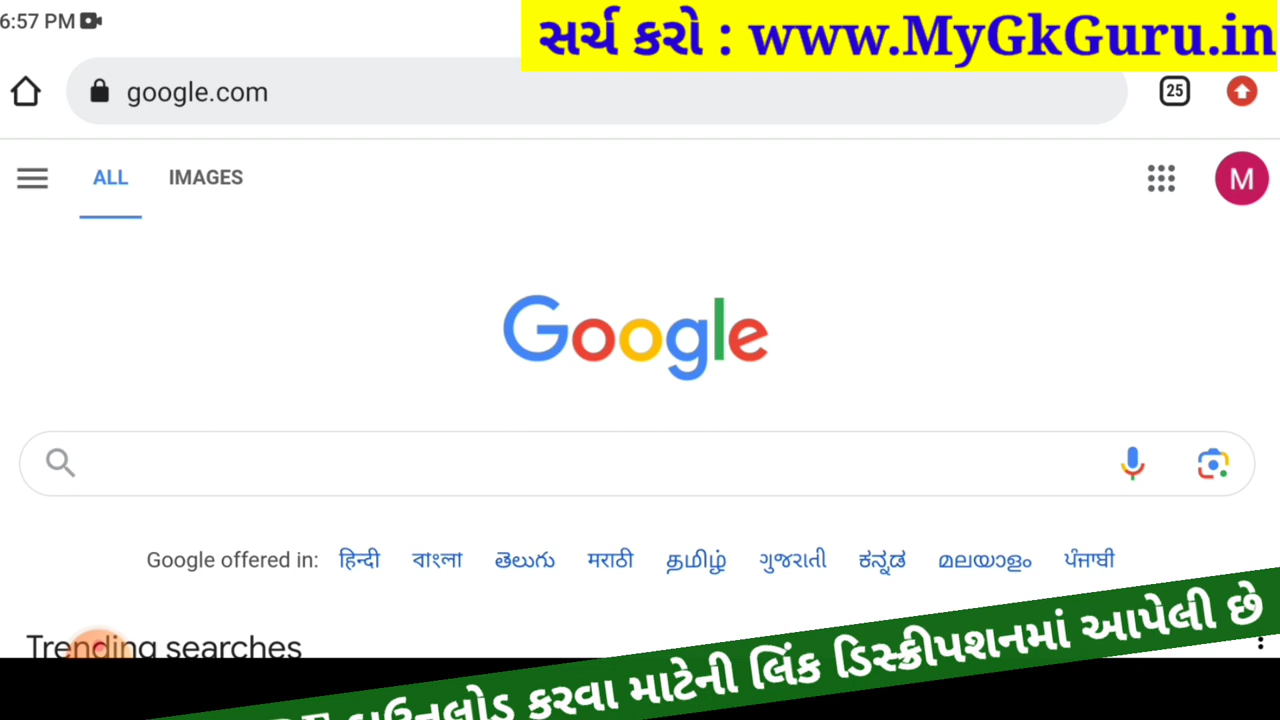 6:57 PM
સર્ચ કરો : www.MyGkGuru.in
google.com
25
ALL IMAGES
M
Google
Google offered in: हिन्दी বাংলা తెలుగు मराठी தமிழ் ગુજરાતી ಕನ್ನಡ മലയാളം ਪੰਜਾਬੀ
Trending searches
ડાઉનલોડ કરવા માટેની લિંક ડિસ્ક્રીપશનમાં આપેલી છે